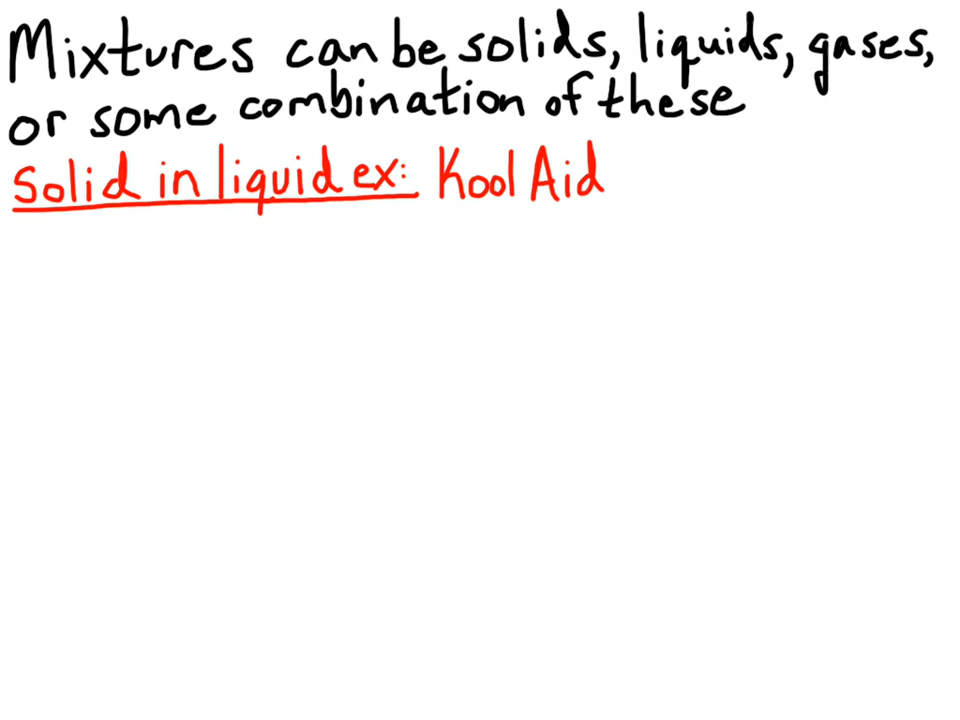 Mixtures can be solids, liquids, gases,
or some combination of these
Solid in liquid ex: Kool Aid